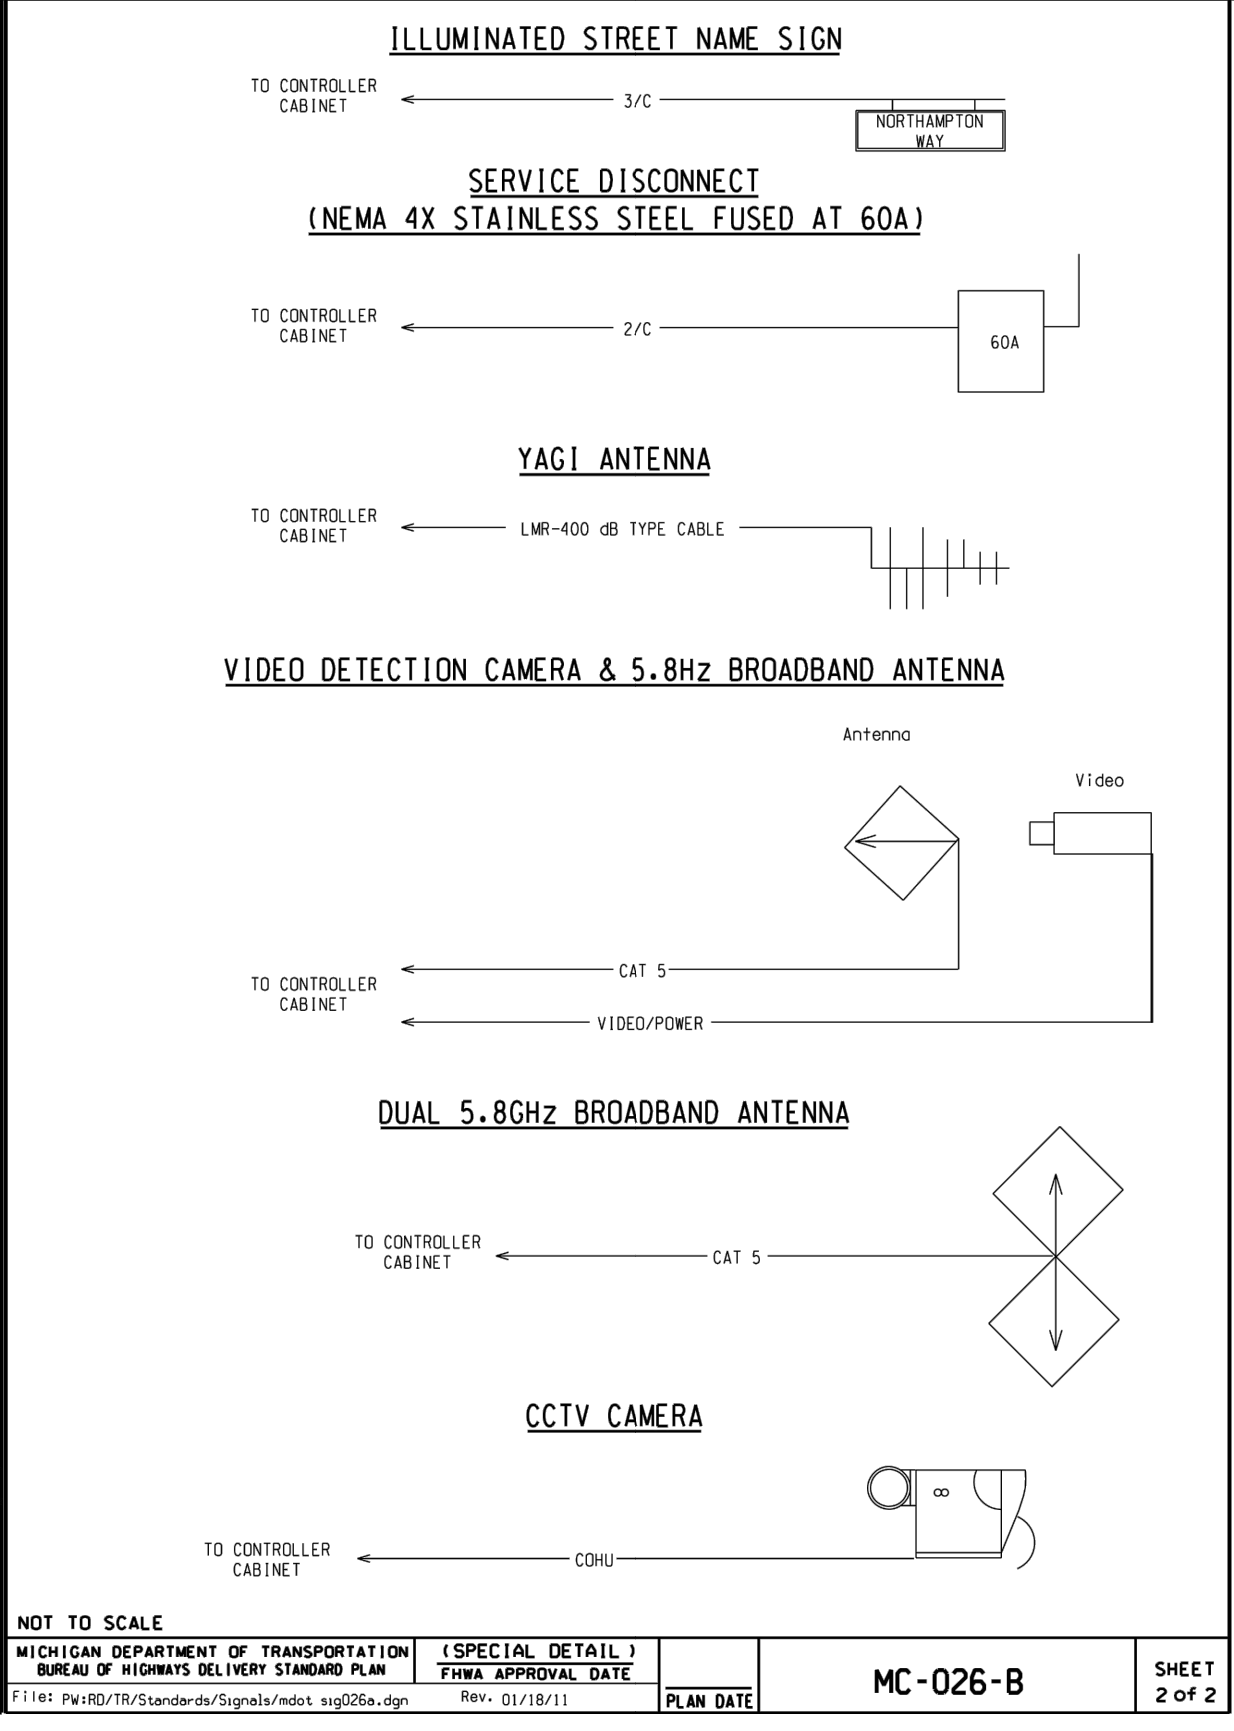 ILLUMINATED STREET NAME SIGN
TO CONTROLLER
CABINET
3/C
NORTHAMPTON
WAY
SERVICE DISCONNECT
(NEMA 4X STAINLESS STEEL FUSED AT 60A)
TO CONTROLLER
CABINET
2/C
60A
YAGI ANTENNA
TO CONTROLLER
CABINET
LMR-400 dB TYPE CABLE
VIDEO DETECTION CAMERA & 5.8Hz BROADBAND ANTENNA
Antenna
Video
CAT 5
TO CONTROLLER
CABINET
VIDEO/POWER
DUAL 5.8GHz BROADBAND ANTENNA
TO CONTROLLER
CABINET
CAT 5
CCTV CAMERA
8
TO CONTROLLER
CABINET
COHU
NOT TO SCALE
MICHIGAN DEPARTMENT OF TRANSPORTATION
BUREAU OF HIGHWAYS DELIVERY STANDARD PLAN
(SPECIAL DETAIL)
FHWA APPROVAL DATE
File: PW:RD/TR/Standards/Signals/mdot sig026a.dgn
Rev. 01/18/11
PLAN DATE
MC-026-B
SHEET
2 of 2